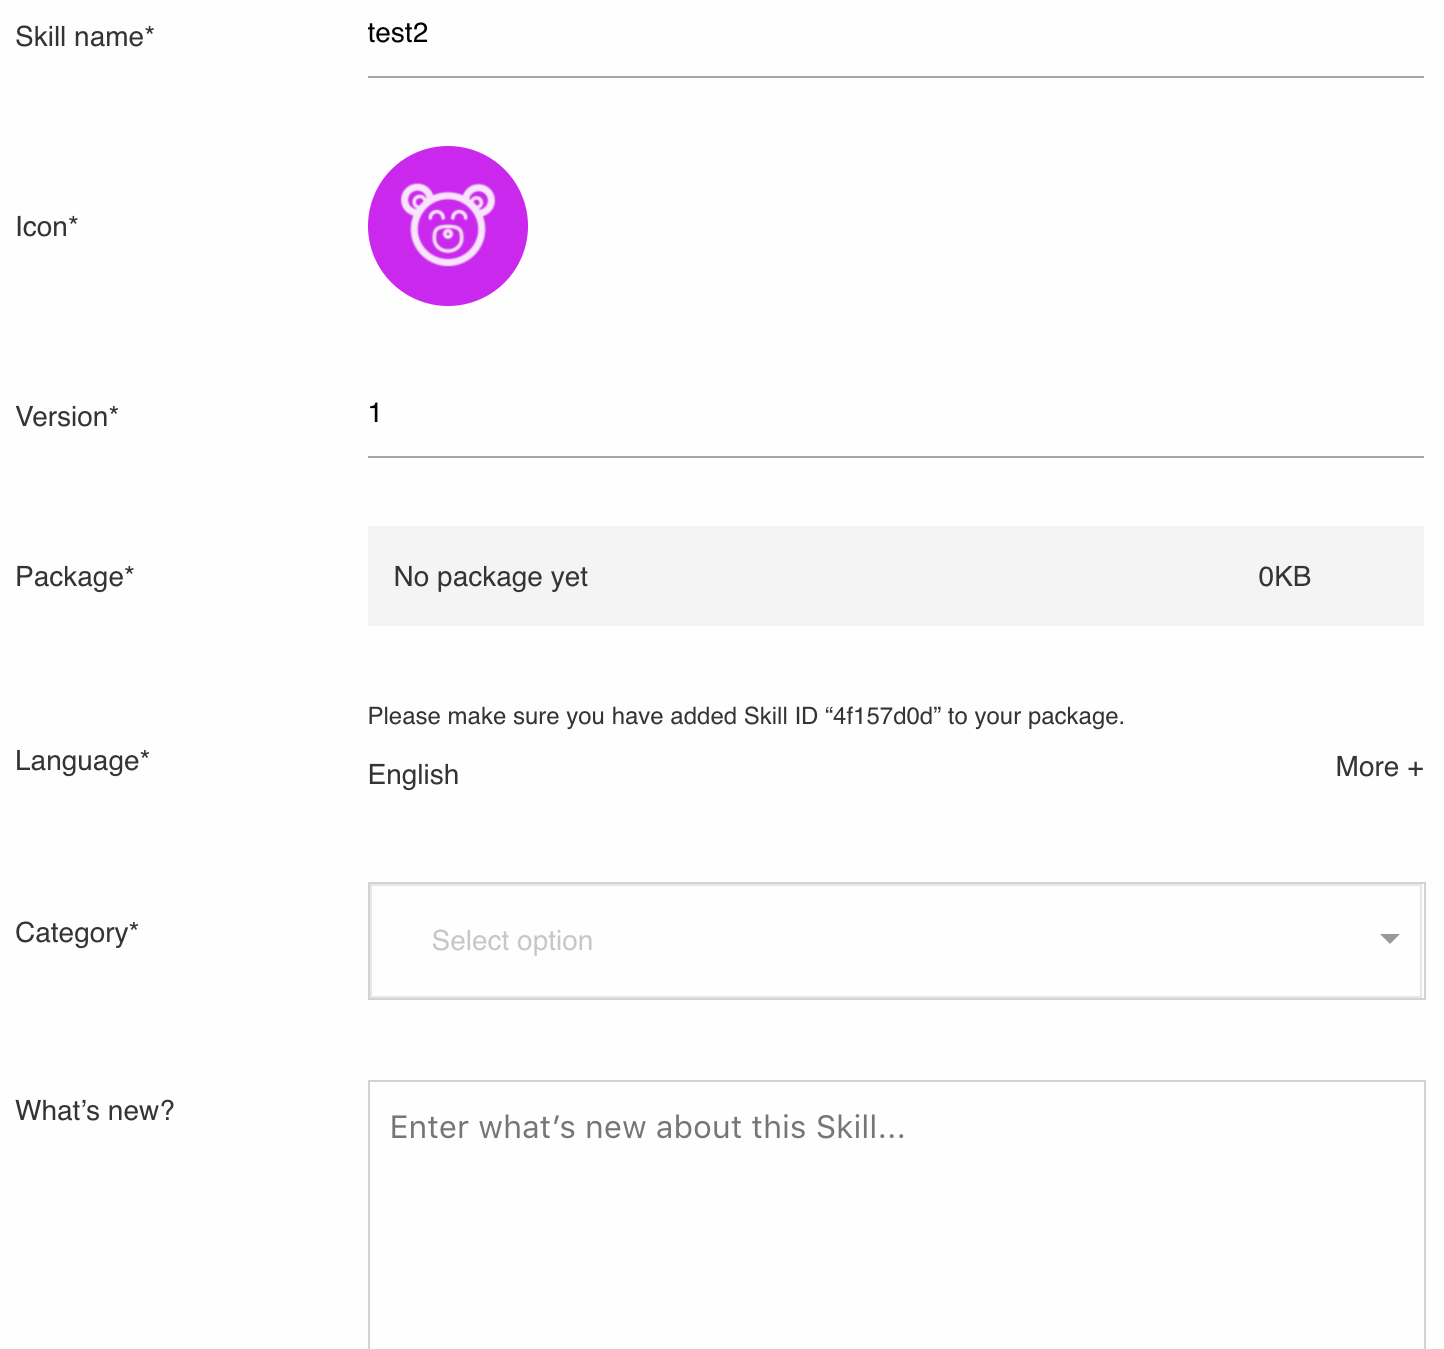 Skill name* test2
Icon*
Version* 1
Package* No package yet 0KB
Please make sure you have added Skill ID “4f157d0d” to your package.
Language* English More +
Category* Select option
What’s new? Enter what’s new about this Skill...